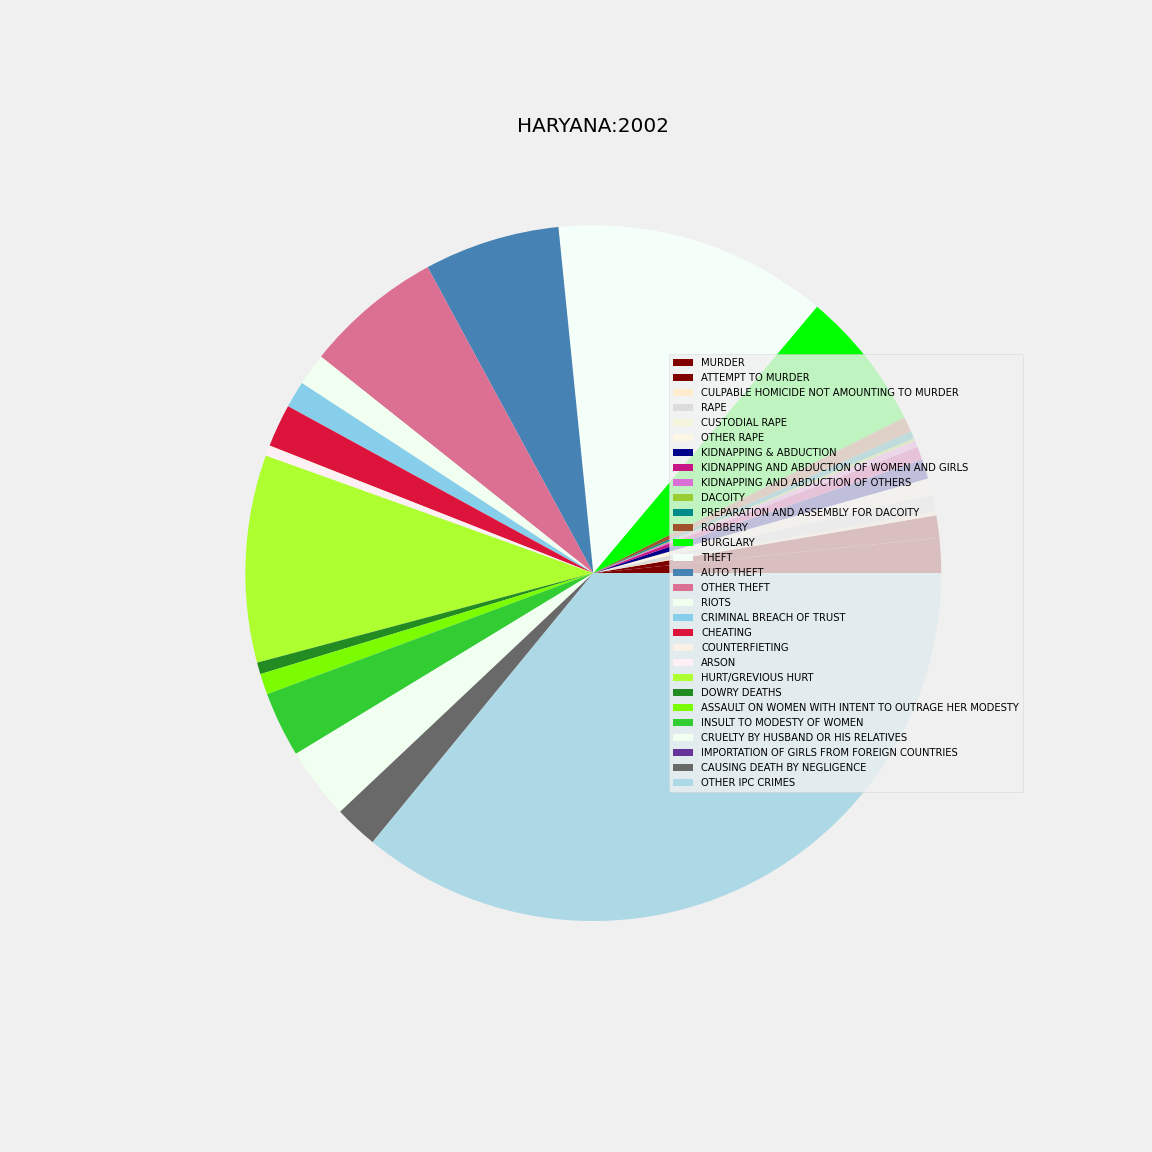 HARYANA:2002
MURDER
ATTEMPT TO MURDER
CULPABLE HOMICIDE NOT AMOUNTING TO MURDER
RAPE
CUSTODIAL RAPE
OTHER RAPE
KIDNAPPING & ABDUCTION
KIDNAPPING AND ABDUCTION OF WOMEN AND GIRLS
KIDNAPPING AND ABDUCTION OF OTHERS
DACOITY
PREPARATION AND ASSEMBLY FOR DACOITY
ROBBERY
BURGLARY
THEFT
AUTO THEFT
OTHER THEFT
RIOTS
CRIMINAL BREACH OF TRUST
CHEATING
COUNTERFIETING
ARSON
HURT/GREVIOUS HURT
DOWRY DEATHS
ASSAULT ON WOMEN WITH INTENT TO OUTRAGE HER MODESTY
INSULT TO MODESTY OF WOMEN
CRUELTY BY HUSBAND OR HIS RELATIVES
IMPORTATION OF GIRLS FROM FOREIGN COUNTRIES
CAUSING DEATH BY NEGLIGENCE
OTHER IPC CRIMES